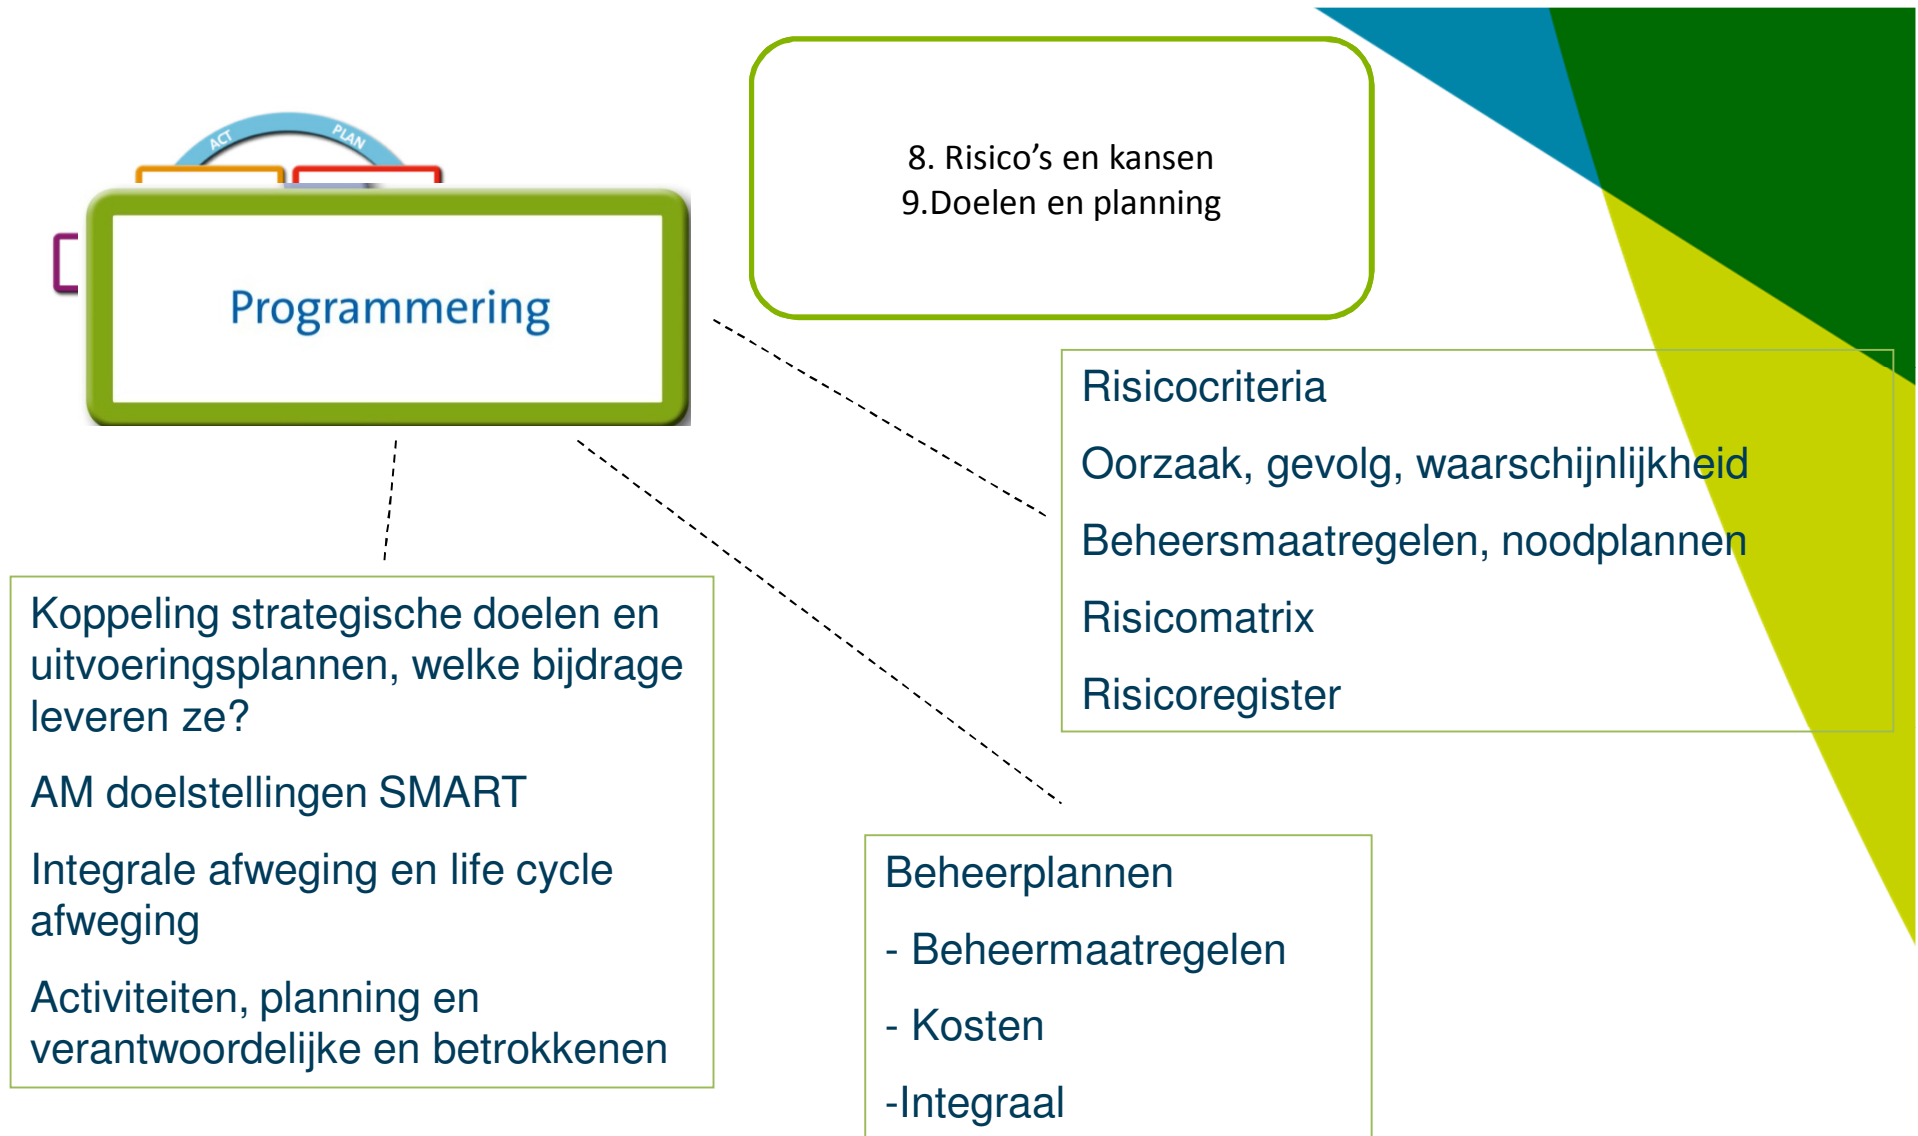 ACT
PLAN
8. Risico’s en kansen
9.Doelen en planning
Programmering
Risicocriteria
Oorzaak, gevolg, waarschijnlijkheid
Beheersmaatregelen, noodplannen
Risicomatrix
Risicoregister
Koppeling strategische doelen en
uitvoeringsplannen, welke bijdrage
leveren ze?
AM doelstellingen SMART
Integrale afweging en life cycle
afweging
Activiteiten, planning en
verantwoordelijke en betrokkenen
Beheerplannen
- Beheermaatregelen
- Kosten
-Integraal